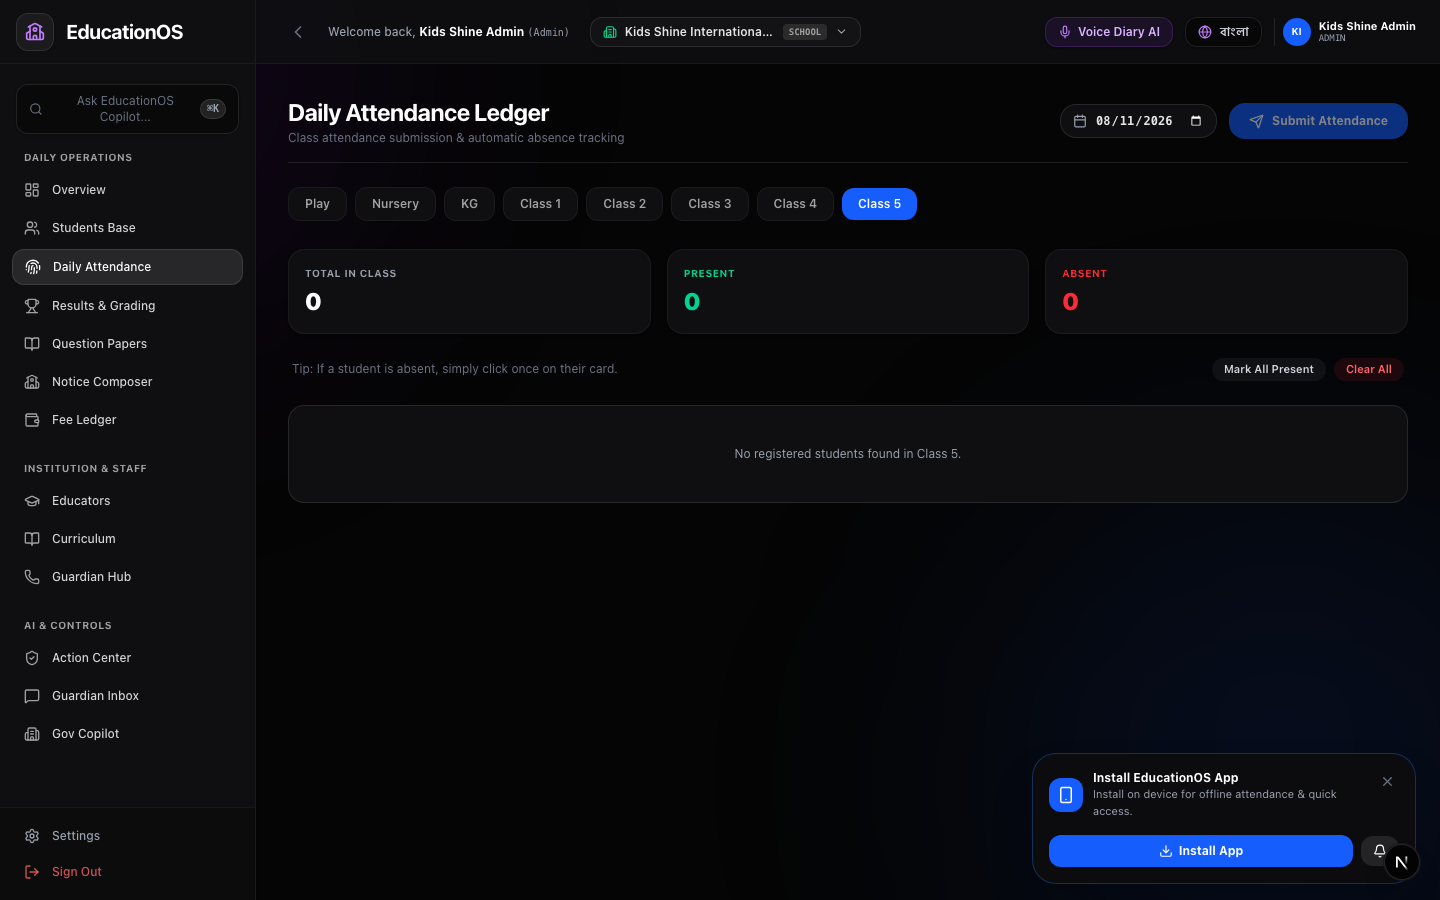 EducationOS
Welcome back, Kids Shine Admin (Admin)
Kids Shine Internationa... SCHOOL
Voice Diary AI
বাংলা
KI
Kids Shine Admin
ADMIN
Ask EducationOS
Copilot...
⌘K
DAILY OPERATIONS
Overview
Students Base
Daily Attendance
Results & Grading
Question Papers
Notice Composer
Fee Ledger
INSTITUTION & STAFF
Educators
Curriculum
Guardian Hub
AI & CONTROLS
Action Center
Guardian Inbox
Gov Copilot
Settings
Sign Out
Daily Attendance Ledger
Class attendance submission & automatic absence tracking
08/11/2026
Submit Attendance
Play
Nursery
KG
Class 1
Class 2
Class 3
Class 4
Class 5
TOTAL IN CLASS
0
PRESENT
0
ABSENT
0
Tip: If a student is absent, simply click once on their card.
Mark All Present
Clear All
No registered students found in Class 5.
Install EducationOS App
Install on device for offline attendance & quick
access.
Install App
N